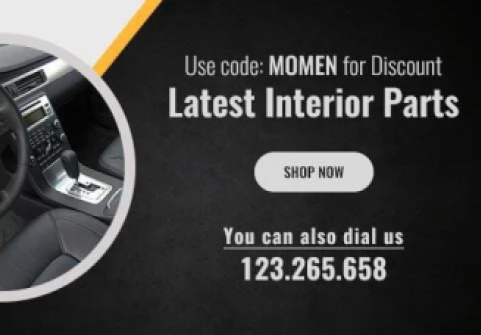 Use code: MOMEN for Discount
Latest Interior Parts
SHOP NOW
You can also dial us
123.265.658